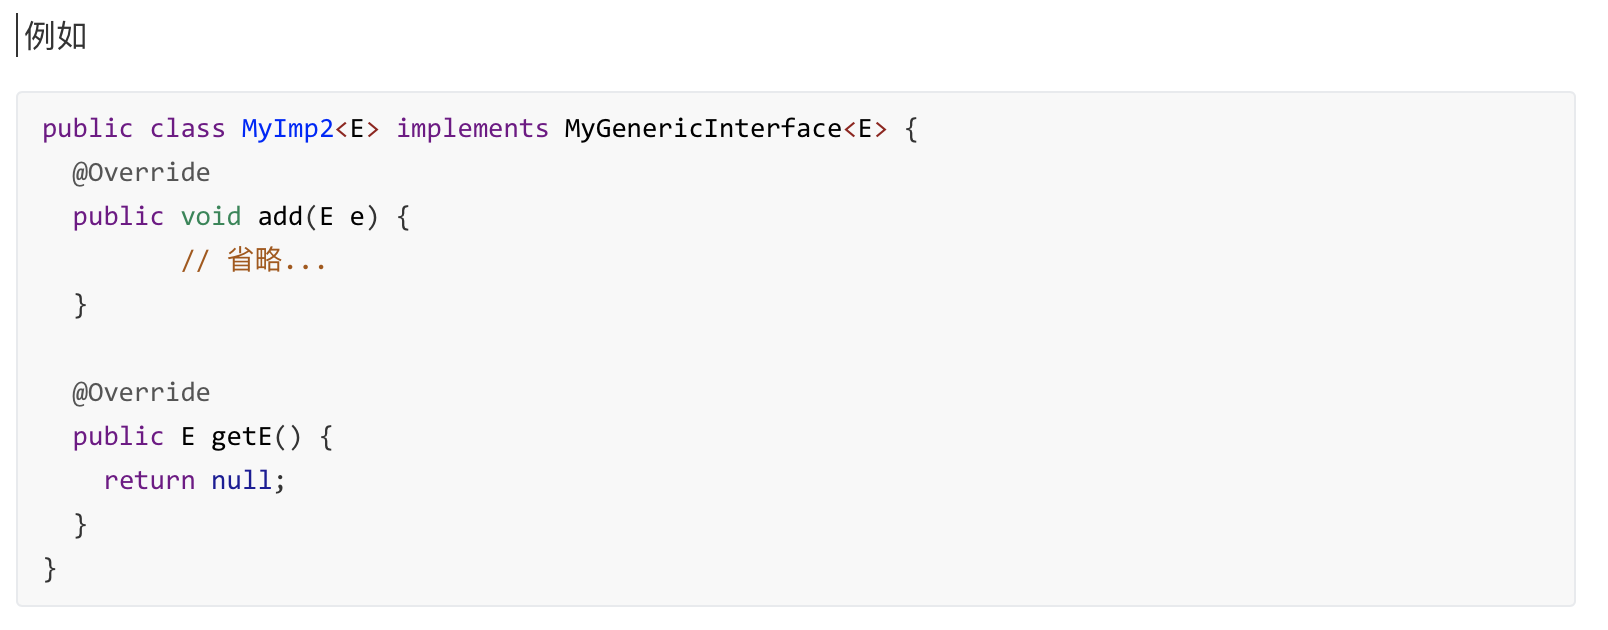 例如
public class MyImp2<E> implements MyGenericInterface<E> {
@Override
public void add(E e) {
// 省略...
}
@Override
public E getE() {
return null;
}
}